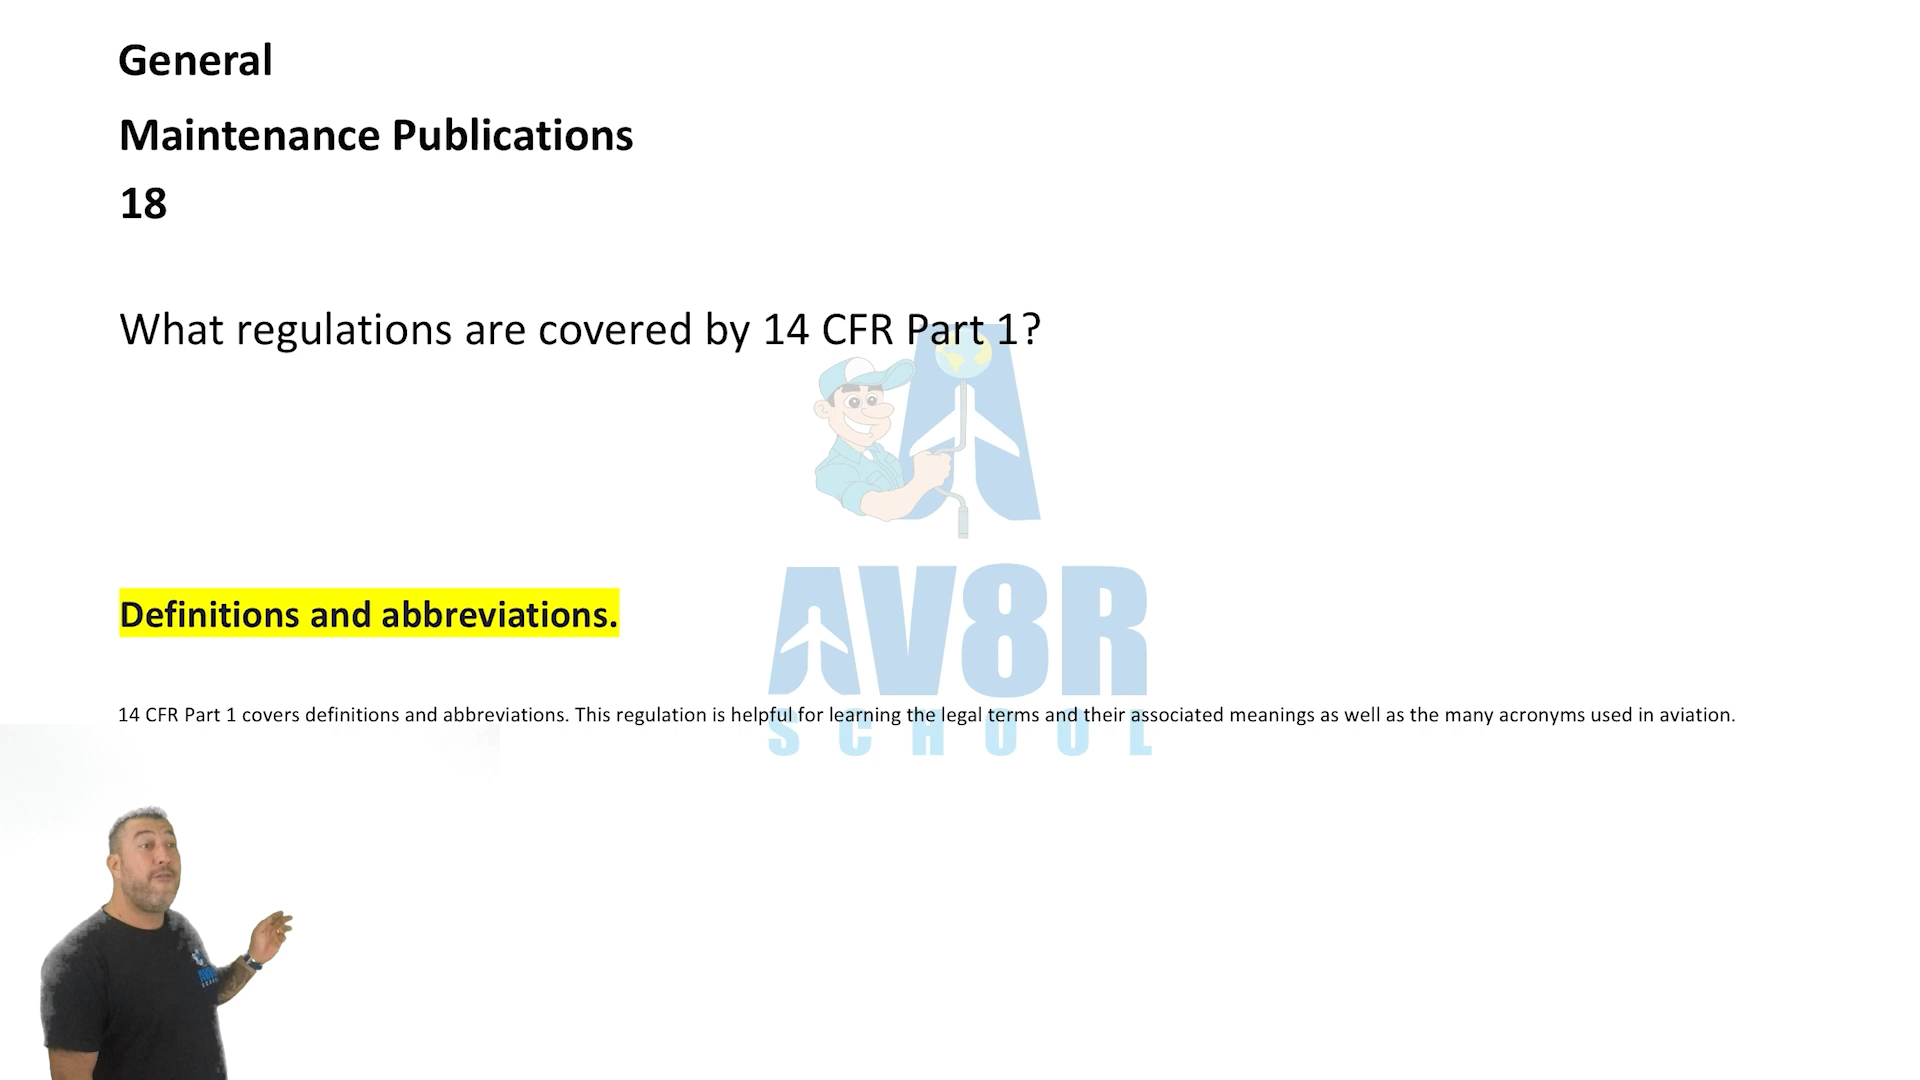 General
Maintenance Publications
18
What regulations are covered by 14 CFR Part 1?
Definitions and abbreviations.
14 CFR Part 1 covers definitions and abbreviations. This regulation is helpful for learning the legal terms and their associated meanings as well as the many acronyms used in aviation.
AV8R
SCHOOL